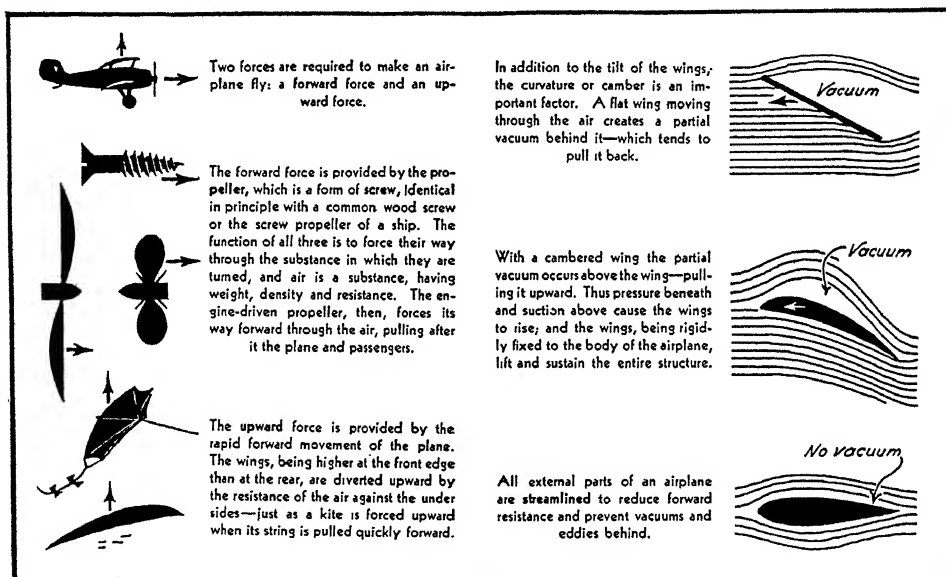 Two forces are required to make an air-
plane fly: a forward force and an up-
ward force.
The forward force is provided by the pro-
peller, which is a form of screw, identical
in principle with a common wood screw
or the screw propeller of a ship. The
function of all three is to force their way
through the substance in which they are
turned, and air is a substance, having
weight, density and resistance. The en-
gine-driven propeller, then, forces its
way forward through the air, pulling after
it the plane and passengers.
The upward force is provided by the
rapid forward movement of the plane.
The wings, being higher at the front edge
than at the rear, are diverted upward by
the resistance of the air against the under
sides—just as a kite is forced upward
when its string is pulled quickly forward.
In addition to the tilt of the wings,
the curvature or camber is an im-
portant factor. A flat wing moving
through the air creates a partial
vacuum behind it—which tends to
pull it back.
Vacuum
With a cambered wing the partial
vacuum occurs above the wing—pull-
ing it upward. Thus pressure beneath
and suction above cause the wings
to rise; and the wings, being rigid-
ly fixed to the body of the airplane,
lift and sustain the entire structure.
Vacuum
All external parts of an airplane
are streamlined to reduce forward
resistance and prevent vacuums and
eddies behind.
No vacuum